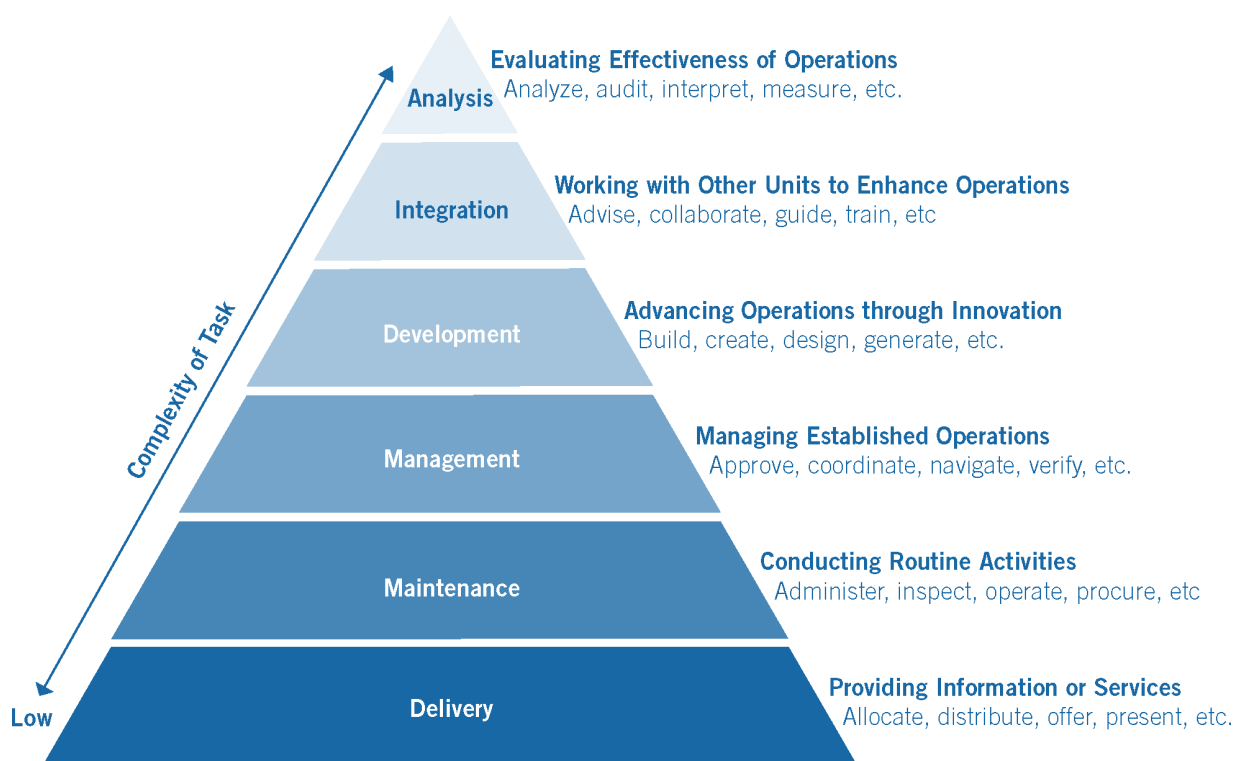 Evaluating Effectiveness of Operations
Analyze, audit, interpret, measure, etc.
Analysis
Working with Other Units to Enhance Operations
Advise, collaborate, guide, train, etc
Integration
Advancing Operations through Innovation
Build, create, design, generate, etc.
Development
Complexity of Task
Managing Established Operations
Approve, coordinate, navigate, verify, etc.
Management
Conducting Routine Activities
Administer, inspect, operate, procure, etc
Maintenance
Providing Information or Services
Allocate, distribute, offer, present, etc.
Delivery
Low